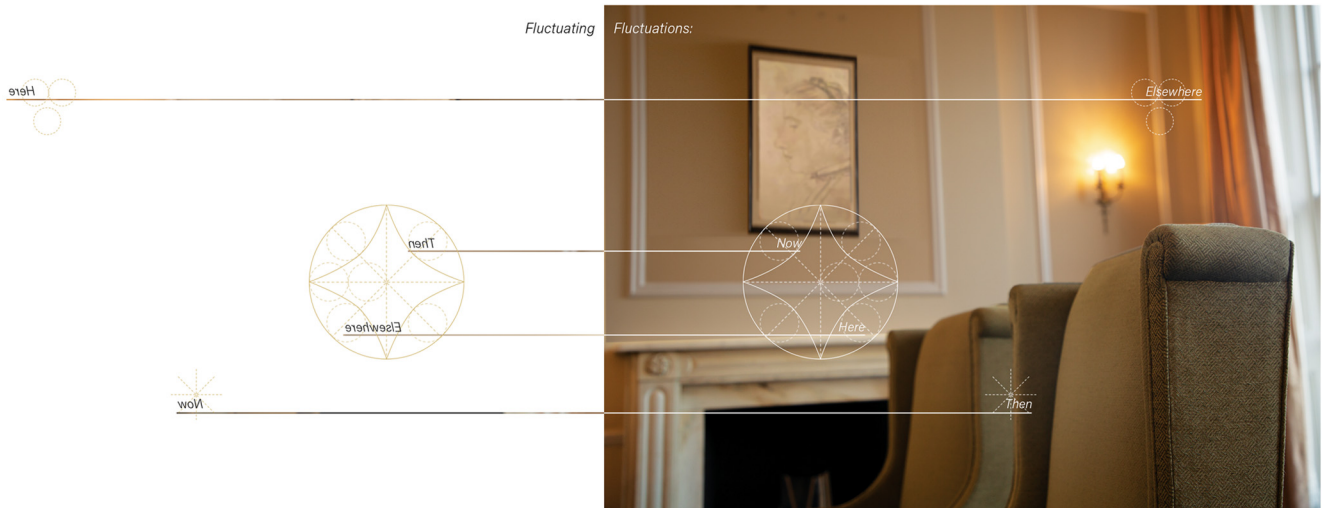 Fluctuating Fluctuations:
Here Elsewhere
Then Now
Elsewhere Here
Now Then